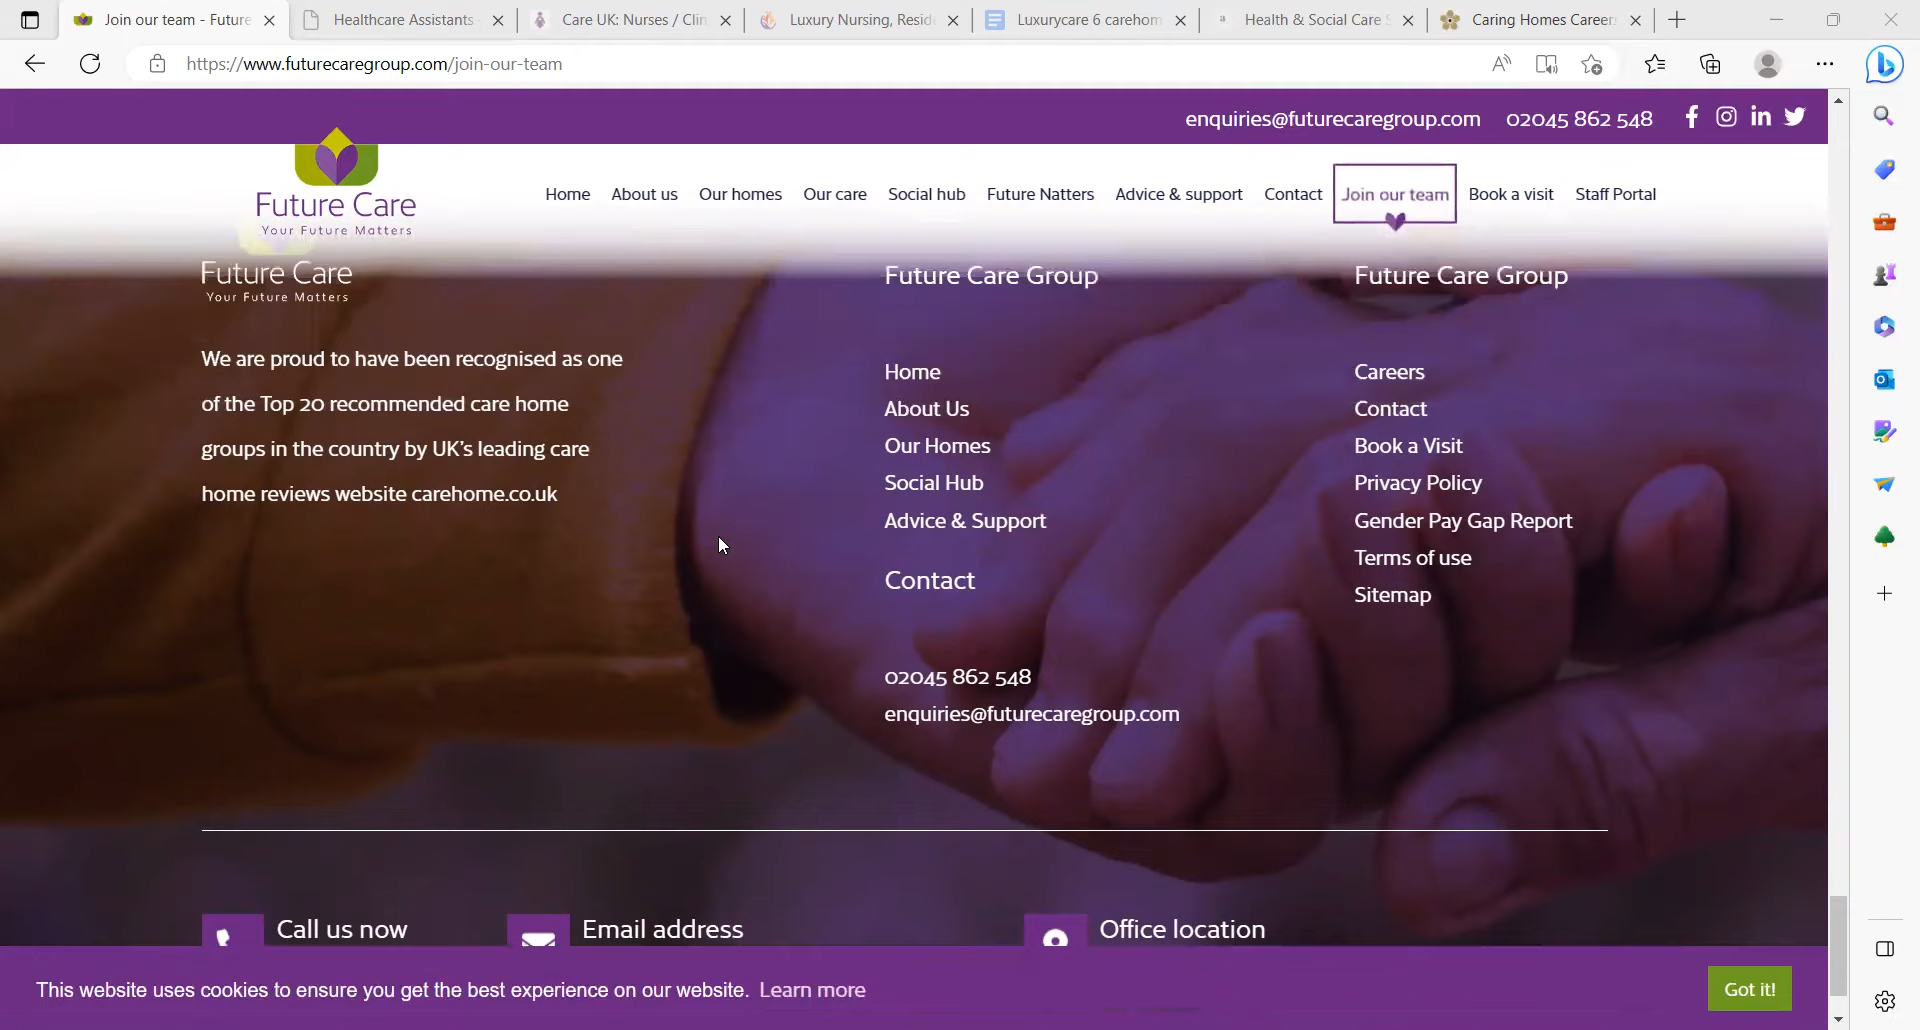 Join our team - Future
Healthcare Assistants
Care UK: Nurses / Clin
Luxury Nursing, Reside
Luxurycare 6 carehom
Health & Social Care S
Caring Homes Career
https://www.futurecaregroup.com/join-our-team
enquiries@futurecaregroup.com 02045 862 548
Future Care
Your Future Matters
Home About us Our homes Our care Social hub Future Natters Advice & support Contact Join our team Book a visit Staff Portal
Future Care
Your Future Matters
We are proud to have been recognised as one
of the Top 20 recommended care home
groups in the country by UK's leading care
home reviews website carehome.co.uk
Future Care Group
Home
About Us
Our Homes
Social Hub
Advice & Support
Contact
02045 862 548
enquiries@futurecaregroup.com
Future Care Group
Careers
Contact
Book a Visit
Privacy Policy
Gender Pay Gap Report
Terms of use
Sitemap
Call us now
Email address
Office location
This website uses cookies to ensure you get the best experience on our website. Learn more
Got it!